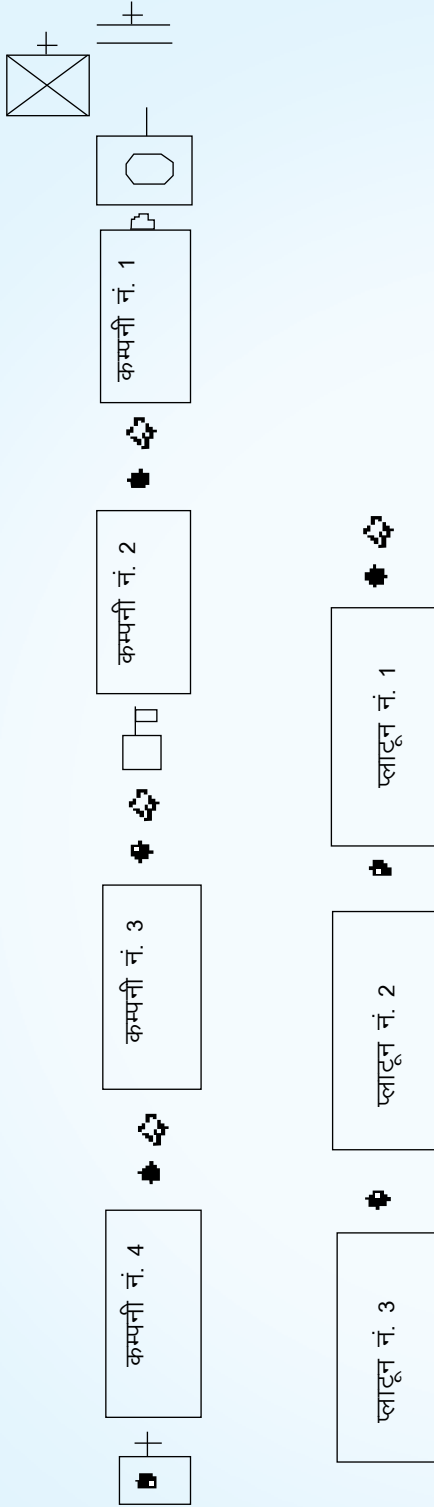 कम्पनी नं. 1
कम्पनी नं. 2
कम्पनी नं. 3
कम्पनी नं. 4
प्लाटून नं. 1
प्लाटून नं. 2
प्लाटून नं. 3